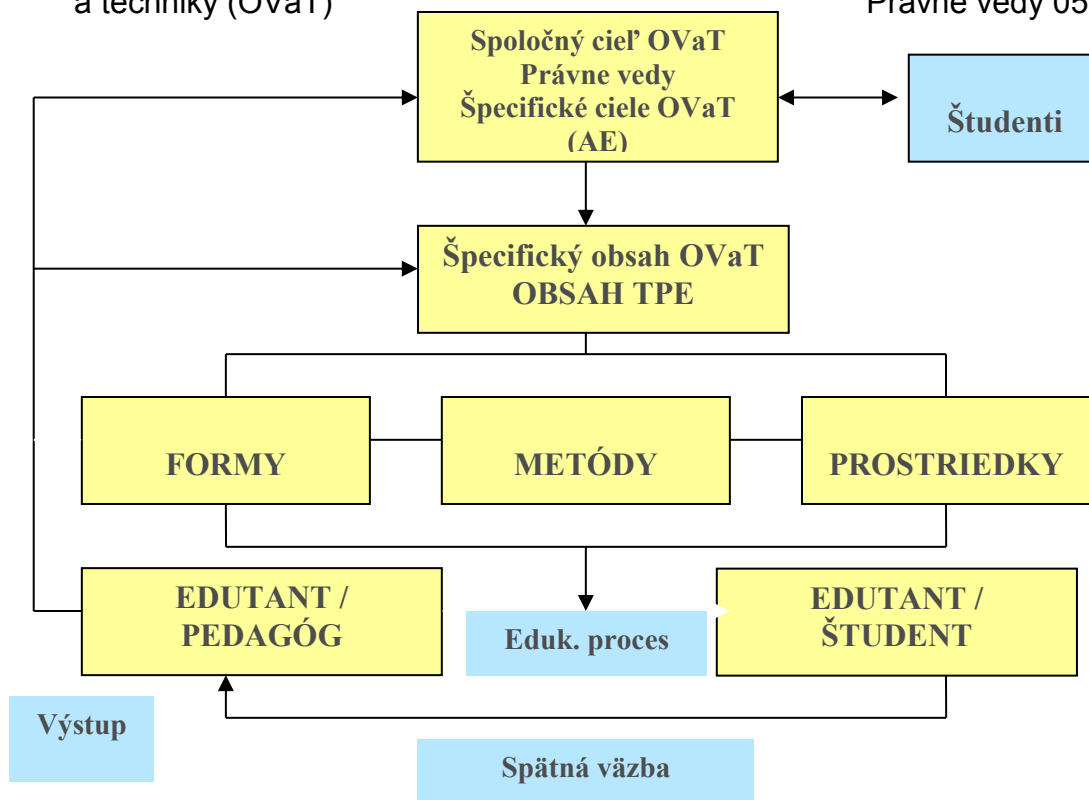 a techniky (OVaT)
Právne vedy 05
Spoločný cieľ OVaT
Právne vedy
Špecifické ciele OVaT
(AE)
Študenti
Špecifický obsah OVaT
OBSAH TPE
FORMY
METÓDY
PROSTRIEDKY
EDUTANT /
PEDAGÓG
Eduk. proces
EDUTANT /
ŠTUDENT
Výstup
Spätná väzba